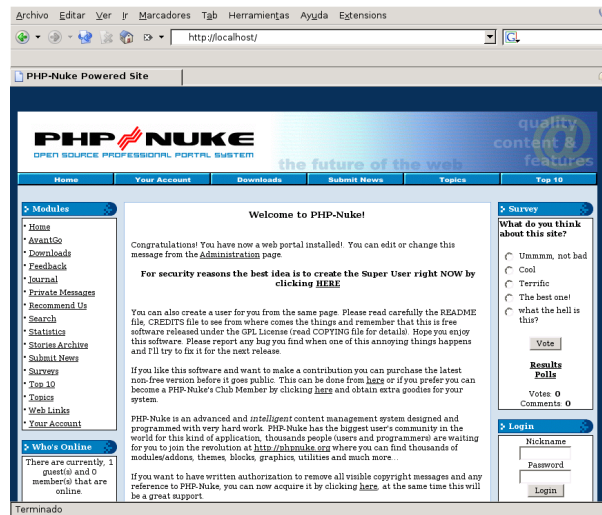 Archivo Editar Ver Ir Marcadores Tab Herramientas Ayuda Extensions
http://localhost/
G
PHP-Nuke Powered Site
PHP NUKE
OPEN SOURCE PROFESSIONAL PORTAL SYSTEM
the future of the web
quality
content &
features
@
Home Your Account Downloads Submit News Topics Top 10
Modules
• Home
• AvantGo
• Downloads
• Feedback
• Journal
• Private Messages
• Recommend Us
• Search
• Statistics
• Stories Archive
• Submit News
• Surveys
• Top 10
• Topics
• Web Links
• Your Account
Who's Online
There are currently, 1
guest(s) and 0
member(s) that are
online.
Welcome to PHP-Nuke!
Congratulations! You have now a web portal installed!. You can edit or change this
message from the Administration page.
For security reasons the best idea is to create the Super User right NOW by
clicking HERE
You can also create a user for you from the same page. Please read carefully the README
file, CREDITS file to see from where comes the things and remember that this is free
software released under the GPL License (read COPYING file for details). Hope you enjoy
this software. Please report any bug you find when one of this annoying things happens
and I'll try to fix it for the next release.
If you like this software and want to make a contribution you can purchase the latest
non-free version before it goes public. This can be done from here or if you prefer you can
become a PHP-Nuke's Club Member by clicking here and obtain extra goodies for your
system.
PHP-Nuke is an advanced and intelligent content management system designed and
programmed with very hard work. PHP-Nuke has the biggest user's community in the
world for this kind of application, thousands people (users and programmers) are waiting
for you to join the revolution at http://phpnuke.org where you can find thousands of
modules/addons, themes, blocks, graphics, utilities and much more...
If you want to have written authorization to remove all visible copyright messages and any
reference to PHP-Nuke, you can now acquire it by clicking here, at the same time this will
be a great support.
Survey
What do you think
about this site?
Ummmm, not bad
Cool
Terrific
The best one!
what the hell is
this?
Vote
Results
Polls
Votes: 0
Comments: 0
Login
Nickname
Password
Login
Terminado